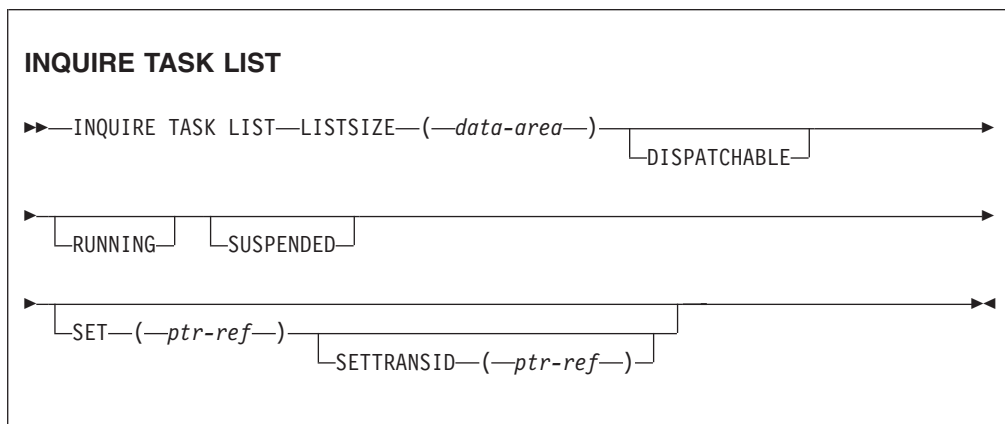 INQUIRE TASK LIST
INQUIRE TASK LIST LISTSIZE ( data-area )
DISPATCHABLE
RUNNING SUSPENDED
SET ( ptr-ref )
SETTRANSID ( ptr-ref )